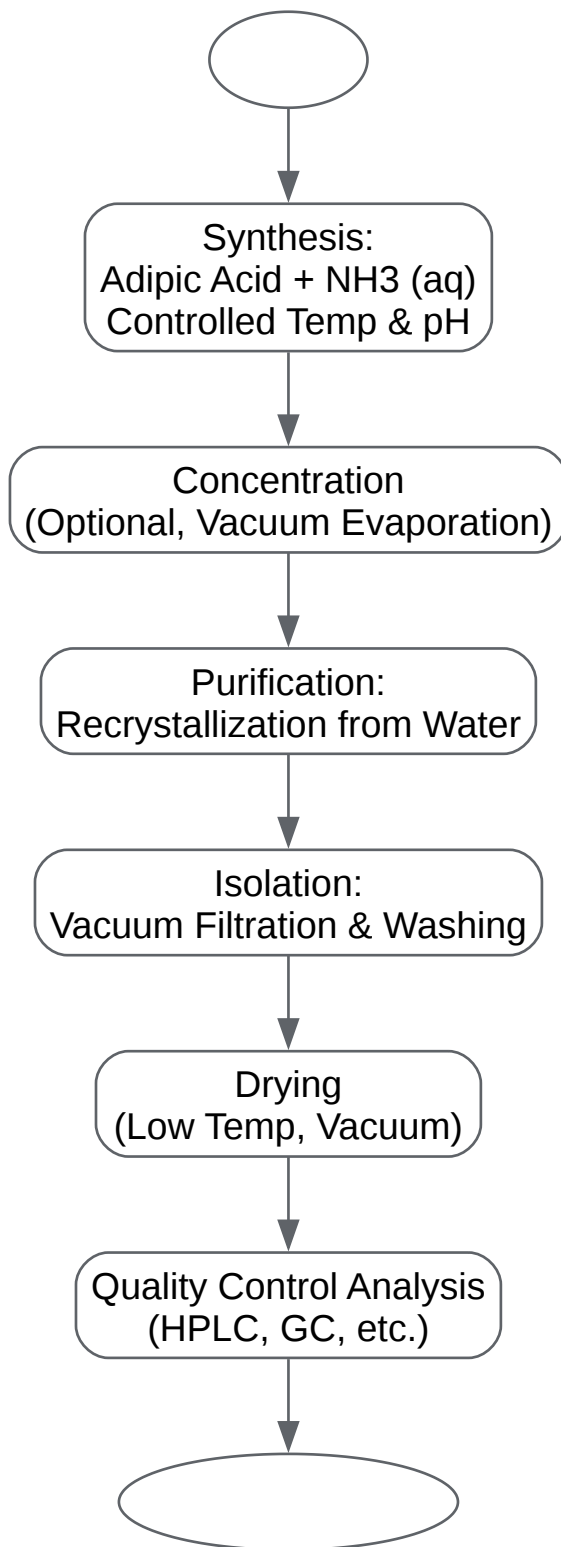 Synthesis:
Adipic Acid + NH3 (aq)
Controlled Temp & pH
Concentration
(Optional, Vacuum Evaporation)
Purification:
Recrystallization from Water
Isolation:
Vacuum Filtration & Washing
Drying
(Low Temp, Vacuum)
Quality Control Analysis
(HPLC, GC, etc.)